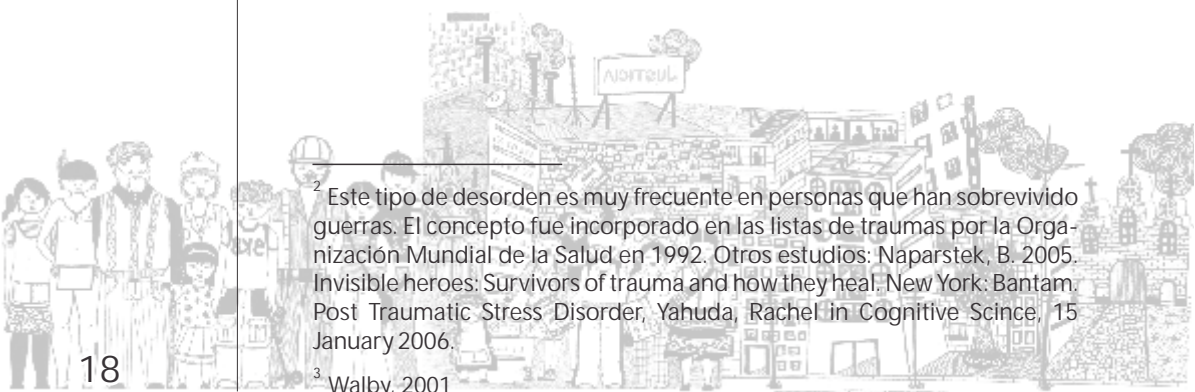 AIƆITƧUᒐ
² Este tipo de desorden es muy frecuente en personas que han sobrevivido
guerras. El concepto fue incorporado en las listas de traumas por la Orga-
nización Mundial de la Salud en 1992. Otros estudios: Naparstek, B. 2005.
Invisible heroes: Survivors of trauma and how they heal. New York: Bantam.
Post Traumatic Stress Disorder, Yahuda, Rachel in Cognitive Scince, 15
January 2006.
18
³ Walby, 2001